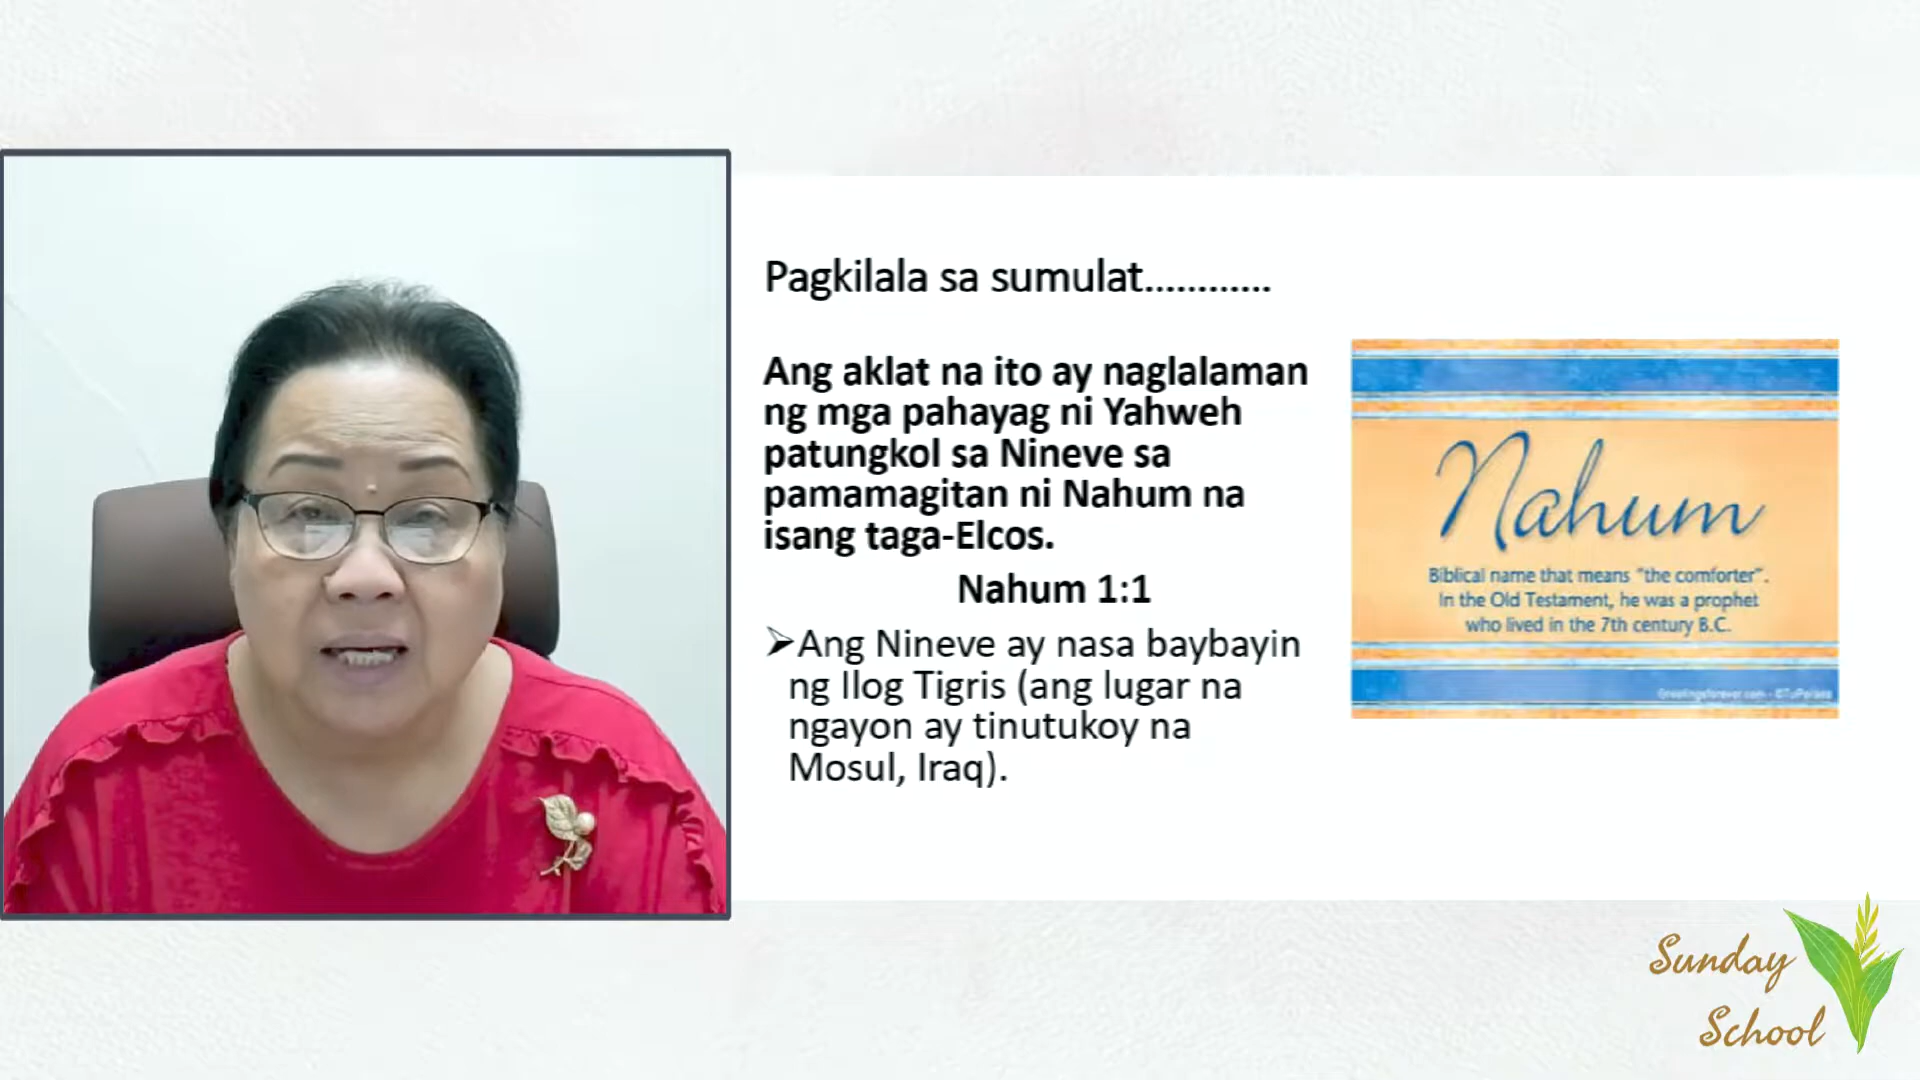 Pagkilala sa sumulat............
Ang aklat na ito ay naglalaman
ng mga pahayag ni Yahweh
patungkol sa Nineve sa
pamamagitan ni Nahum na
isang taga-Elcos.
Nahum 1:1
➢Ang Nineve ay nasa baybayin
ng Ilog Tigris (ang lugar na
ngayon ay tinutukoy na
Mosul, Iraq).
Nahum
Biblical name that means "the comforter".
In the Old Testament, he was a prophet
who lived in the 7th century B.C.
Sunday
School